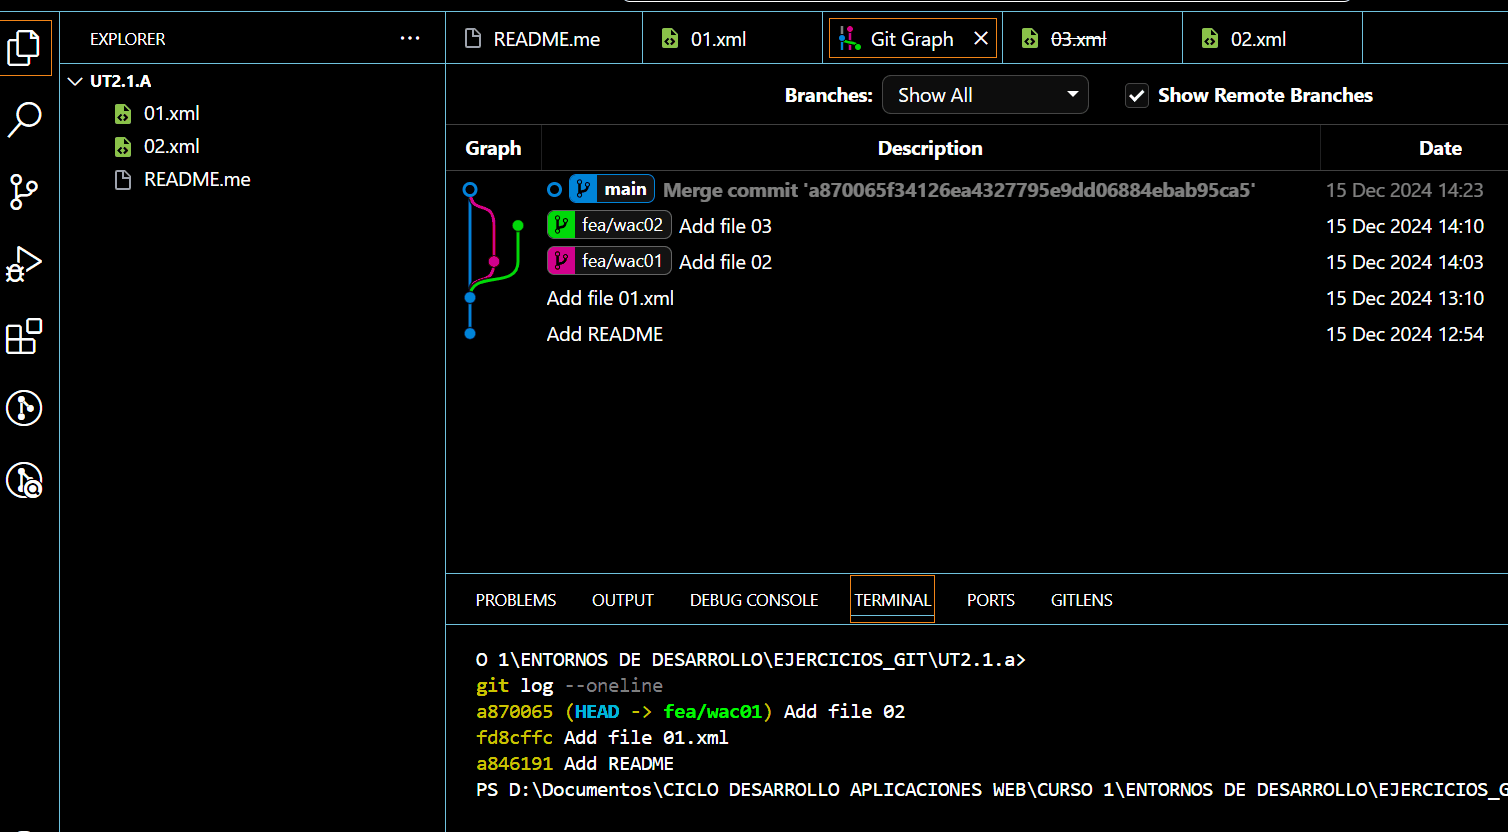 EXPLORER
UT2.1.A
01.xml
02.xml
README.me
README.me 01.xml Git Graph 03.xml 02.xml
Branches: Show All Show Remote Branches
Graph Description Date
main Merge commit 'a870065f34126ea4327795e9dd06884ebab95ca5' 15 Dec 2024 14:23
fea/wac02 Add file 03 15 Dec 2024 14:10
fea/wac01 Add file 02 15 Dec 2024 14:03
Add file 01.xml 15 Dec 2024 13:10
Add README 15 Dec 2024 12:54
PROBLEMS OUTPUT DEBUG CONSOLE TERMINAL PORTS GITLENS
O 1\ENTORNOS DE DESARROLLO\EJERCICIOS_GIT\UT2.1.a>
git log --oneline
a870065 (HEAD -> fea/wac01) Add file 02
fd8cffc Add file 01.xml
a846191 Add README
PS D:\Documentos\CICLO DESARROLLO APLICACIONES WEB\CURSO 1\ENTORNOS DE DESARROLLO\EJERCICIOS_G